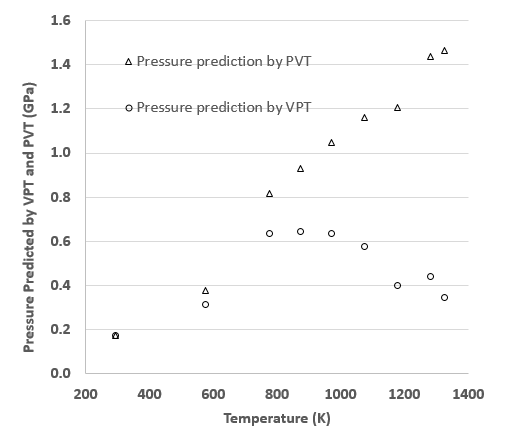 1.6
1.4
1.2
1.0
0.8
0.6
0.4
0.2
0.0
Pressure Predicted by VPT and PVT (GPa)
Pressure prediction by PVT
Pressure prediction by VPT
200 400 600 800 1000 1200 1400
Temperature (K)